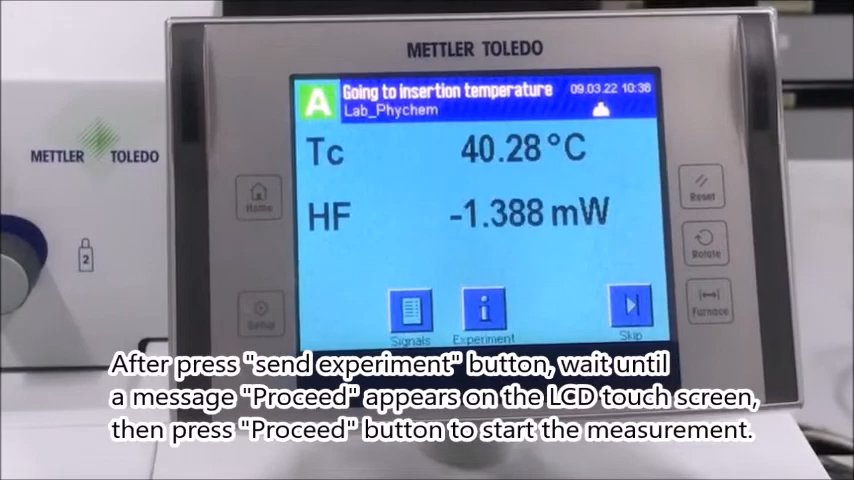 METTLER TOLEDO
A Going to insertion temperature 09.03.22 10:38
Lab_Phychem
METTLER TOLEDO
Tc 40.28°C
Home
Reset
HF -1.388 mW
Rotate
2
Setup
Furnace
Signals Experiment Skip
After press "send experiment" button, wait until
a message "Proceed" appears on the LCD touch screen,
then press "Proceed" button to start the measurement.